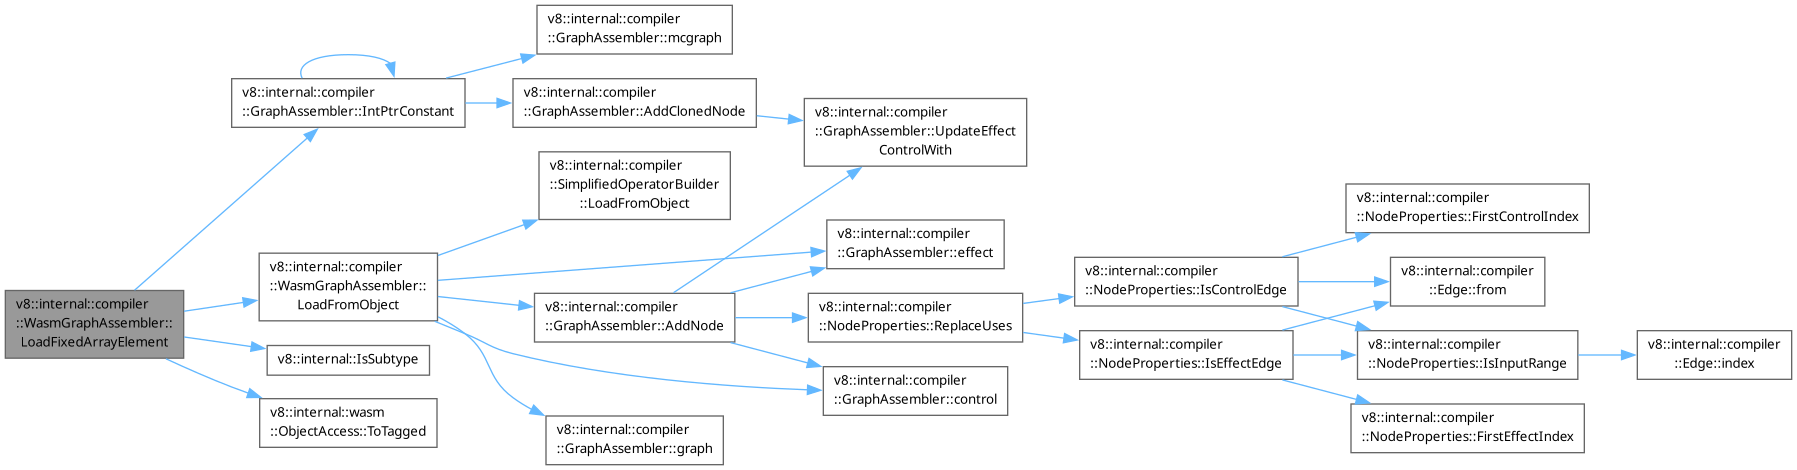 v8::internal::compiler
::WasmGraphAssembler::
LoadFixedArrayElement
v8::internal::compiler
::GraphAssembler::IntPtrConstant
v8::internal::compiler
::GraphAssembler::mcgraph
v8::internal::compiler
::GraphAssembler::AddClonedNode
v8::internal::compiler
::GraphAssembler::UpdateEffect
ControlWith
v8::internal::compiler
::WasmGraphAssembler::
LoadFromObject
v8::internal::compiler
::SimplifiedOperatorBuilder
::LoadFromObject
v8::internal::compiler
::GraphAssembler::effect
v8::internal::compiler
::GraphAssembler::AddNode
v8::internal::compiler
::NodeProperties::ReplaceUses
v8::internal::compiler
::NodeProperties::IsControlEdge
v8::internal::compiler
::NodeProperties::FirstControlIndex
v8::internal::compiler
::Edge::from
v8::internal::compiler
::NodeProperties::IsInputRange
v8::internal::compiler
::Edge::index
v8::internal::compiler
::NodeProperties::IsEffectEdge
v8::internal::compiler
::NodeProperties::FirstEffectIndex
v8::internal::compiler
::GraphAssembler::control
v8::internal::compiler
::GraphAssembler::graph
v8::internal::IsSubtype
v8::internal::wasm
::ObjectAccess::ToTagged